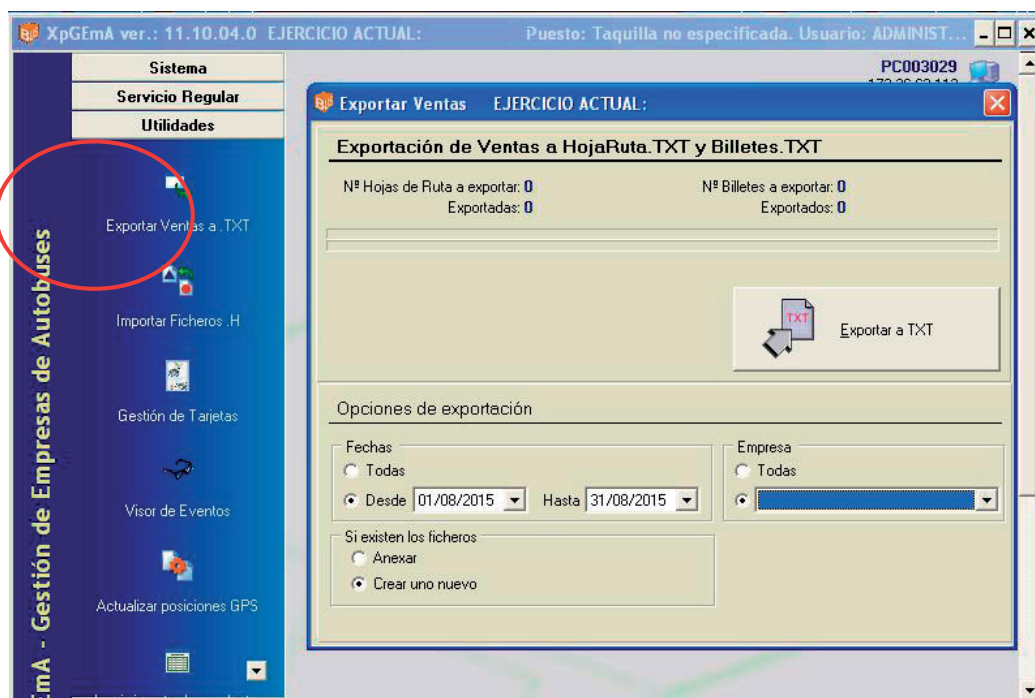 XpGEmA ver.: 11.10.04.0 EJERCICIO ACTUAL: Puesto: Taquilla no especificada. Usuario: ADMINIST...
Sistema
Servicio Regular
Utilidades
Exportar Ventas a .TXT
Importar Ficheros .H
Gestión de Tarjetas
Visor de Eventos
Actualizar posiciones GPS
EmA - Gestión de Empresas de Autobuses
PC003029
Exportar Ventas EJERCICIO ACTUAL:
Exportación de Ventas a HojaRuta.TXT y Billetes.TXT
Nº Hojas de Ruta a exportar: 0 Nº Billetes a exportar: 0
Exportadas: 0 Exportados: 0
TXT
Exportar a TXT
Opciones de exportación
Fechas
Todas
Desde 01/08/2015 Hasta 31/08/2015
Empresa
Todas
Si existen los ficheros
Anexar
Crear uno nuevo